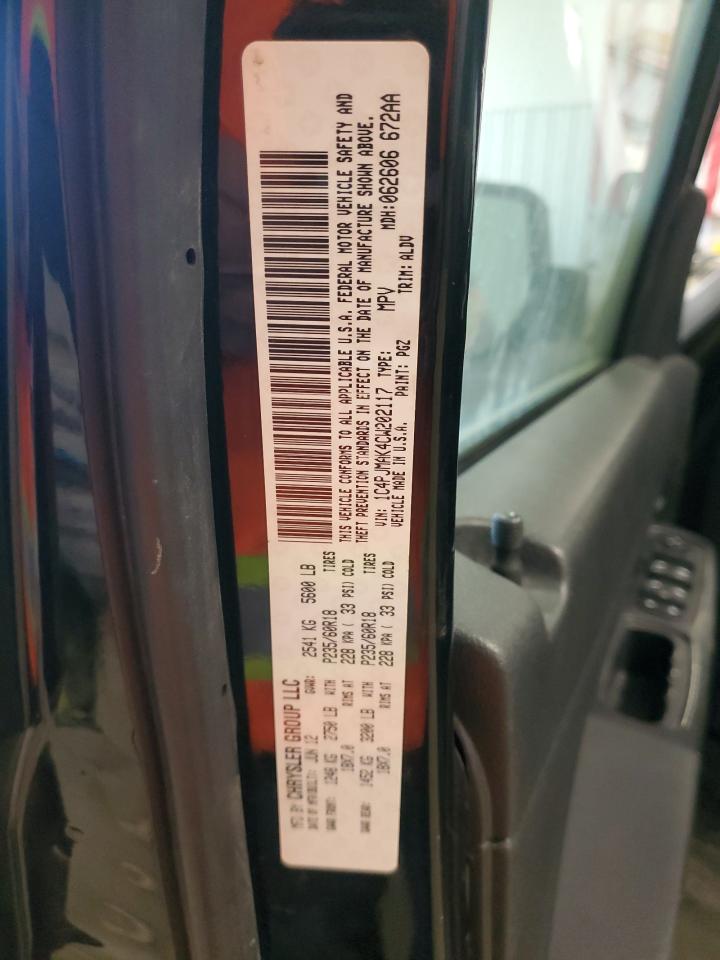 MFD BY CHRYSLER GROUP LLC
DATE OF MFR: JUN 12 GVWR: 2541 KG 5600 LB
GAWR FRONT: 1248 KG 2750 LB WITH P235/60R18 TIRES
18X7.0 RIMS AT 228 KPA ( 33 PSI) COLD
GAWR REAR: 1452 KG 3200 LB WITH P235/60R18 TIRES
18X7.0 RIMS AT 228 KPA ( 33 PSI) COLD
THIS VEHICLE CONFORMS TO ALL APPLICABLE U.S.A. FEDERAL MOTOR VEHICLE SAFETY AND
THEFT PREVENTION STANDARDS IN EFFECT ON THE DATE OF MANUFACTURE SHOWN ABOVE.
VIN: 1C4PJMAK4CW202117 TYPE: MPV MDH:062606 672AA
VEHICLE MADE IN U.S.A. PAINT: PGZ TRIM: ALDV